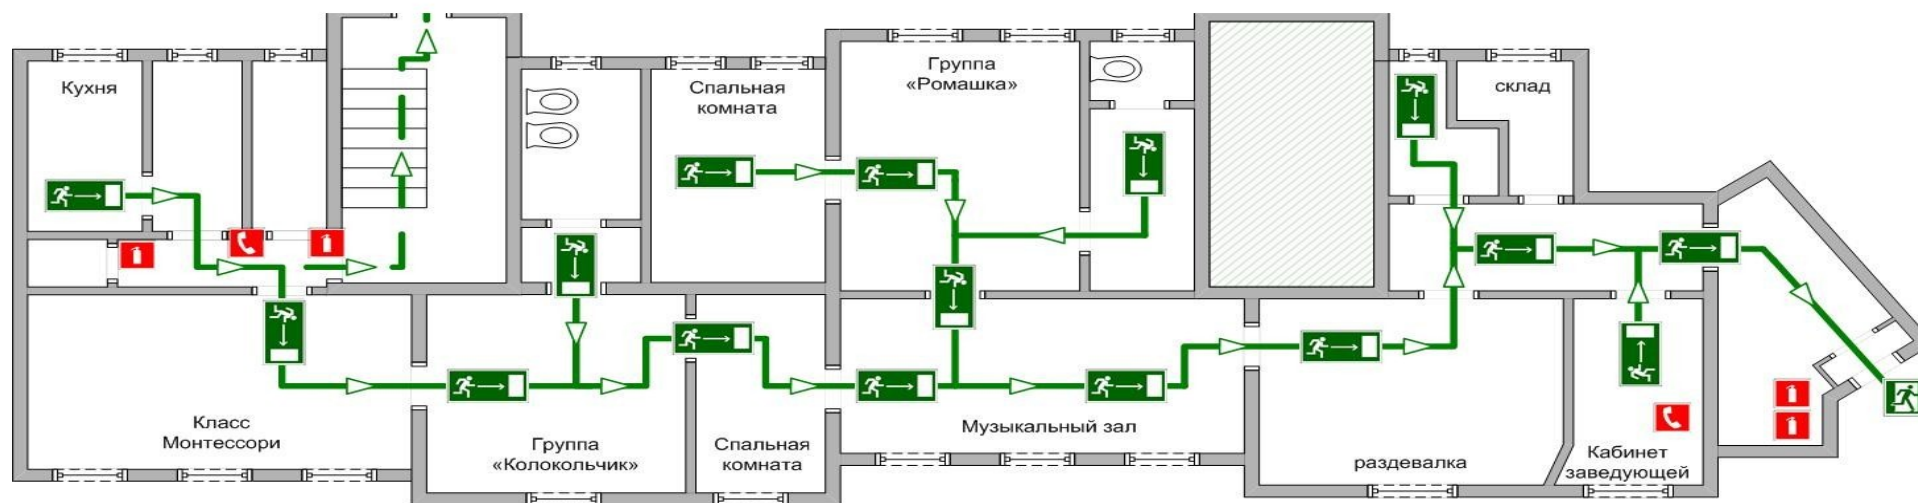 Кухня
Спальная
комната
Группа
«Ромашка»
склад
Класс
Монтессори
Группа
«Колокольчик»
Спальная
комната
Музыкальный зал
раздевалка
Кабинет
заведующей